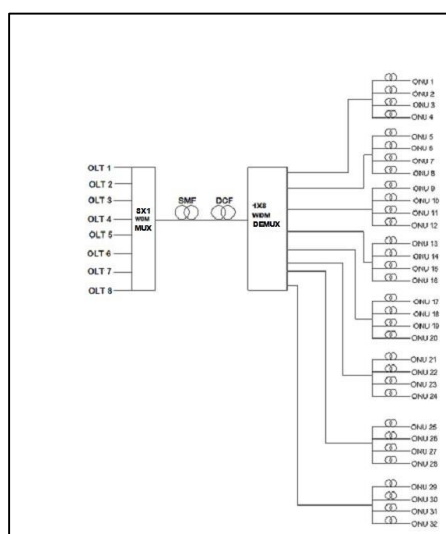 OLT 1
OLT 2
OLT 3
OLT 4
OLT 5
OLT 6
OLT 7
OLT 8
8X1
WDM
MUX
SMF
DCF
1X8
WDM
DEMUX
ONU 1
ONU 2
ONU 3
ONU 4
ONU 5
ONU 6
ONU 7
ONU 8
ONU 9
ONU 10
ONU 11
ONU 12
ONU 13
ONU 14
ONU 15
ONU 16
ONU 17
ONU 18
ONU 19
ONU 20
ONU 21
ONU 22
ONU 23
ONU 24
ONU 25
ONU 26
ONU 27
ONU 28
ONU 29
ONU 30
ONU 31
ONU 32